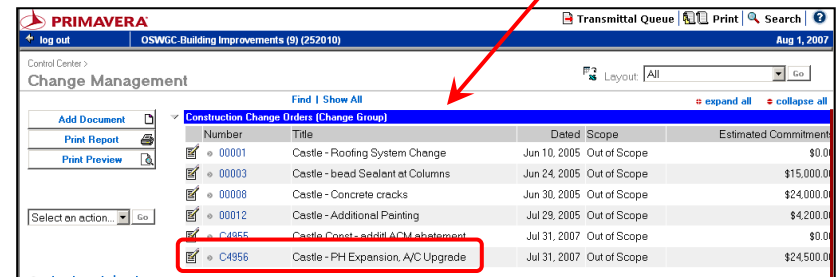 PRIMAVERA Transmittal Queue Print Search
log out OSWGC-Building Improvements (9) (252010) Aug 1, 2007
Control Center >
Change Management
Layout: All Go
Find | Show All expand all collapse all
Add Document Construction Change Orders (Change Group)
Print Report Number Title Dated Scope Estimated Commitment
Print Preview 00001 Castle - Roofing System Change Jun 10, 2005 Out of Scope $0.0
00003 Castle - bead Sealant at Columns Jun 24, 2005 Out of Scope $15,000.0
00008 Castle - Concrete cracks Jun 30, 2005 Out of Scope $24,000.0
Select an action... Go 00012 Castle - Additional Painting Jul 29, 2005 Out of Scope $4,200.0
C4955 Castle Const - additl ACM abatement Jul 31, 2007 Out of Scope $0.0
C4956 Castle - PH Expansion, A/C Upgrade Jul 31, 2007 Out of Scope $24,500.0